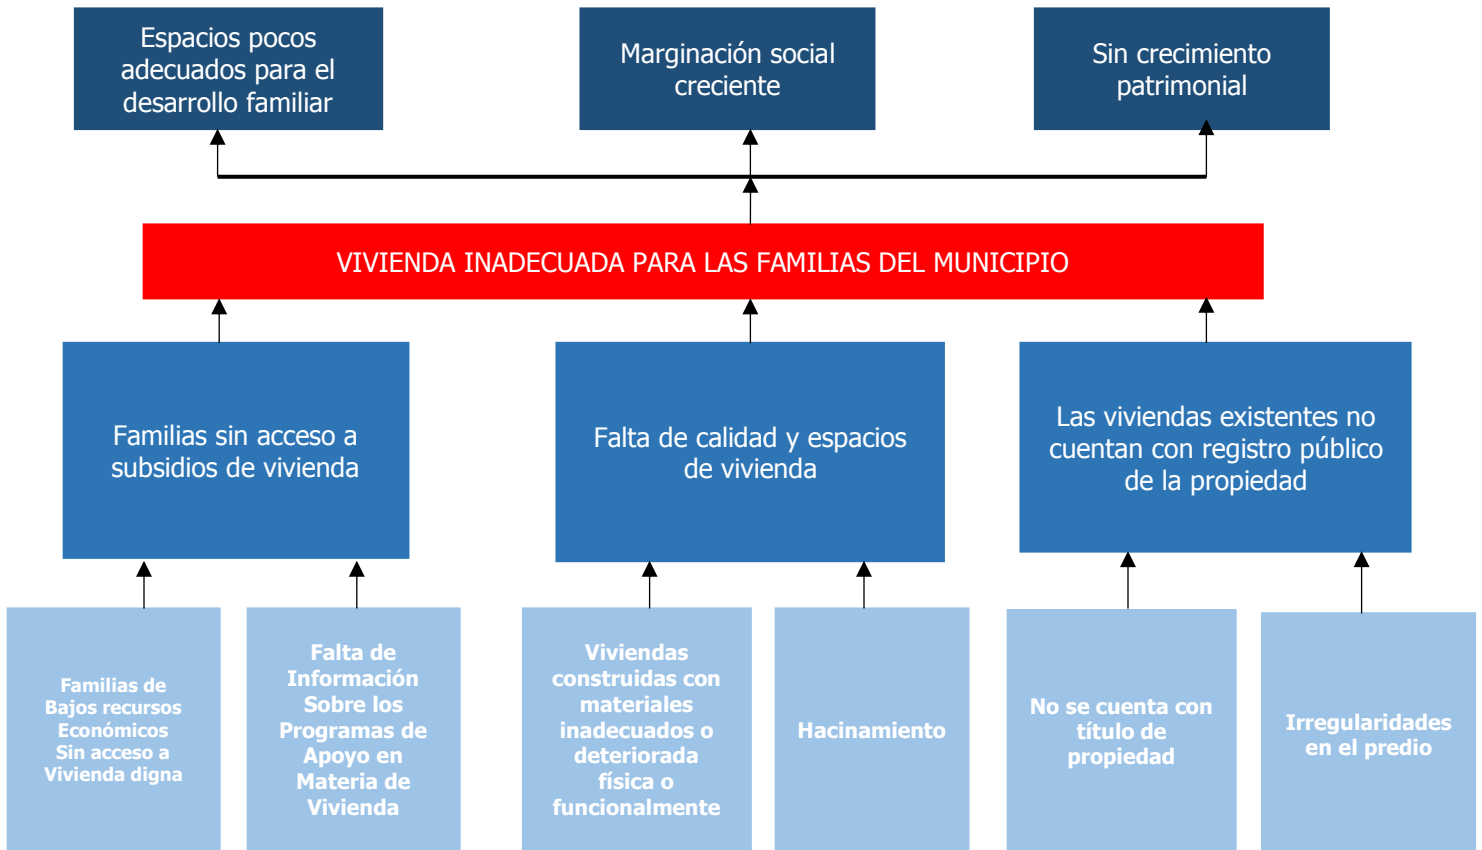 Espacios pocos
adecuados para el
desarrollo familiar
Marginación social
creciente
Sin crecimiento
patrimonial
VIVIENDA INADECUADA PARA LAS FAMILIAS DEL MUNICIPIO
Familias sin acceso a
subsidios de vivienda
Falta de calidad y espacios
de vivienda
Las viviendas existentes no
cuentan con registro público
de la propiedad
Familias de
Bajos recursos
Económicos
Sin acceso a
Vivienda digna
Falta de
Información
Sobre los
Programas de
Apoyo en
Materia de
Vivienda
Viviendas
construidas con
materiales
inadecuados o
deteriorada
física o
funcionalmente
Hacinamiento
No se cuenta con
título de
propiedad
Irregularidades
en el predio